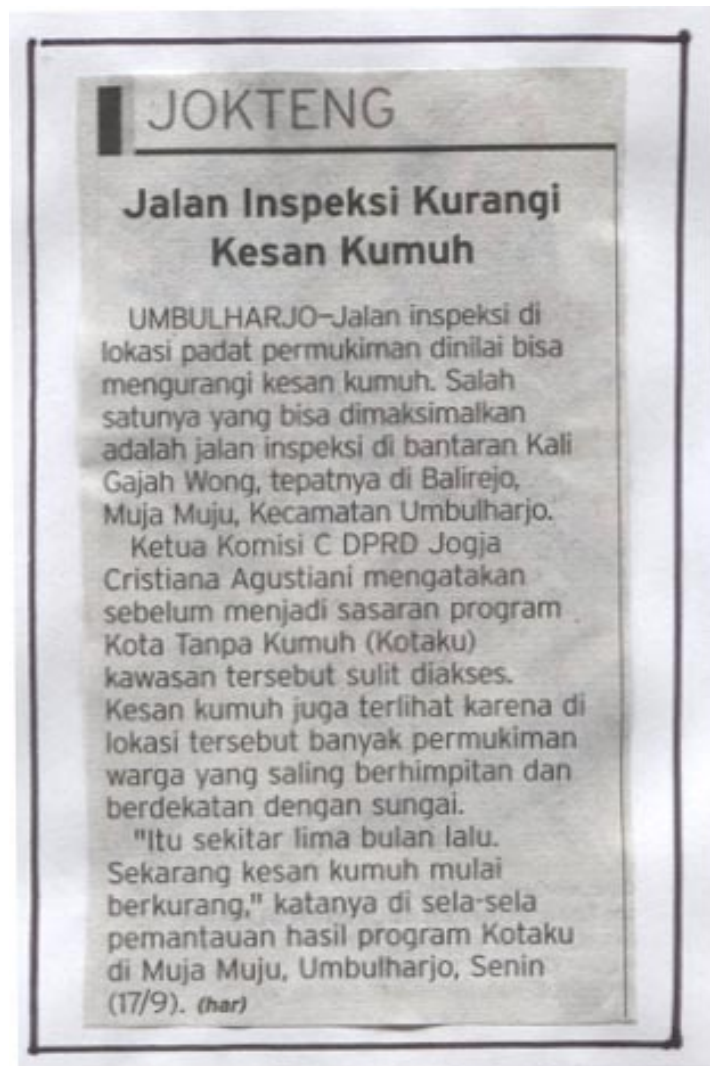 JOKTENG
Jalan Inspeksi Kurangi
Kesan Kumuh
UMBULHARJO–Jalan inspeksi di
lokasi padat permukiman dinilai bisa
mengurangi kesan kumuh. Salah
satunya yang bisa dimaksimalkan
adalah jalan inspeksi di bantaran Kali
Gajah Wong, tepatnya di Balirejo,
Muja Muju, Kecamatan Umbulharjo.
Ketua Komisi C DPRD Jogja
Cristiana Agustiani mengatakan
sebelum menjadi sasaran program
Kota Tanpa Kumuh (Kotaku)
kawasan tersebut sulit diakses.
Kesan kumuh juga terlihat karena di
lokasi tersebut banyak permukiman
warga yang saling berhimpitan dan
berdekatan dengan sungai.
"Itu sekitar lima bulan lalu.
Sekarang kesan kumuh mulai
berkurang," katanya di sela-sela
pemantauan hasil program Kotaku
di Muja Muju, Umbulharjo, Senin
(17/9). (har)